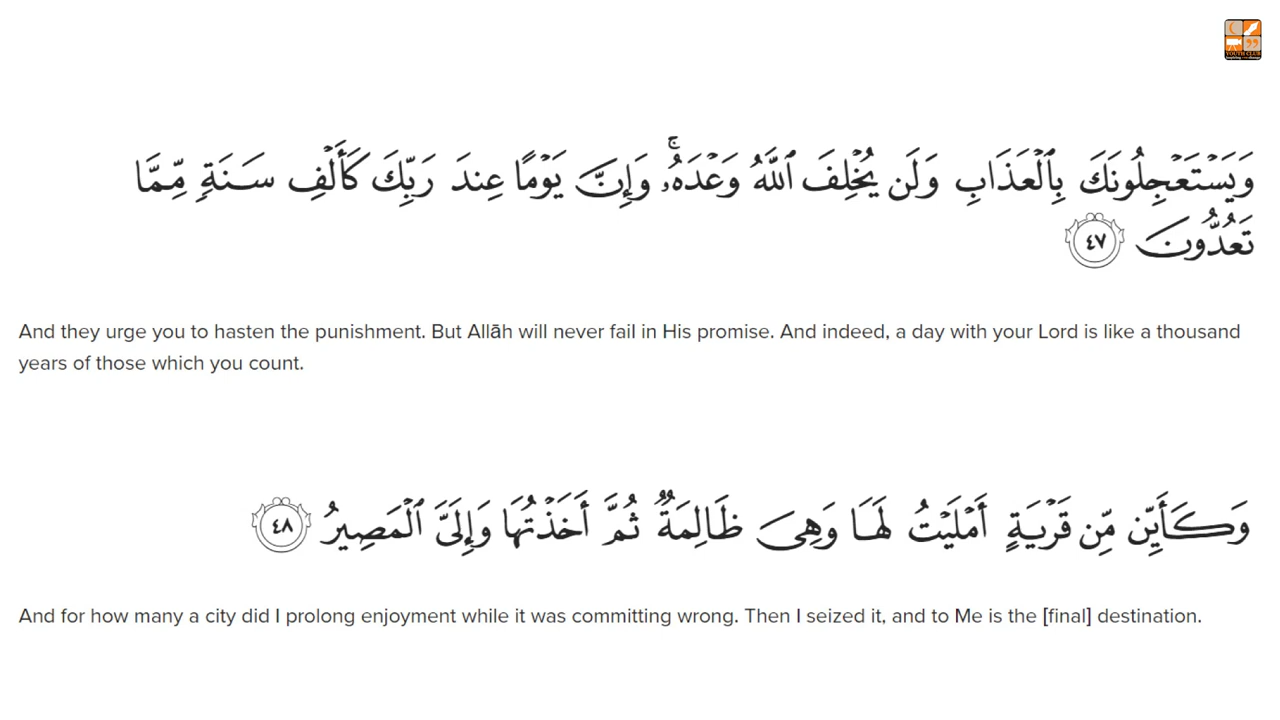 YOUTH CLUB
وَيَسْتَعْجِلُونَكَ بِٱلْعَذَابِ وَلَن يُخْلِفَ ٱللَّهُ وَعْدَهُۥ ۚ وَإِنَّ يَوْمًا عِندَ رَبِّكَ كَأَلْفِ سَنَةٍ مِّمَّا
تَعُدُّونَ ٤٧
And they urge you to hasten the punishment. But Allāh will never fail in His promise. And indeed, a day with your Lord is like a thousand
years of those which you count.
وَكَأَيِّن مِّن قَرْيَةٍ أَمْلَيْتُ لَهَا وَهِىَ ظَالِمَةٌ ثُمَّ أَخَذْتُهَا وَإِلَىَّ ٱلْمَصِيرُ ٤٨
And for how many a city did I prolong enjoyment while it was committing wrong. Then I seized it, and to Me is the [final] destination.